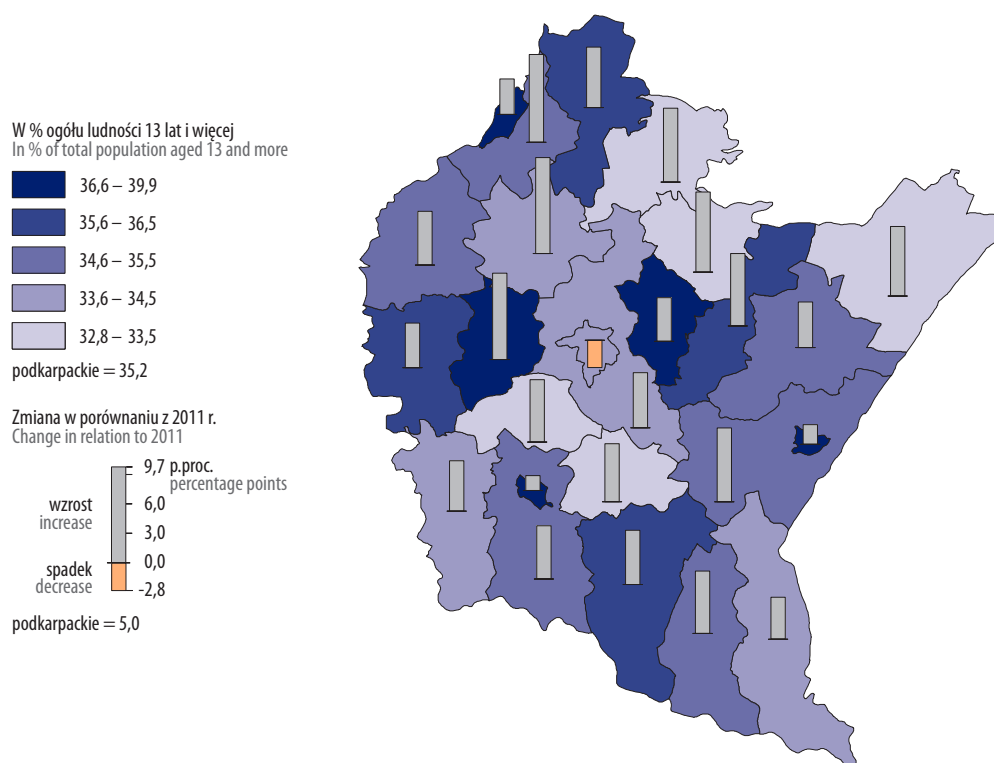 W % ogółu ludności 13 lat i więcej
In % of total population aged 13 and more
36,6 – 39,9
35,6 – 36,5
34,6 – 35,5
33,6 – 34,5
32,8 – 33,5
podkarpackie = 35,2
Zmiana w porównaniu z 2011 r.
Change in relation to 2011
9,7 p.proc.
percentage points
wzrost
increase
6,0
3,0
0,0
spadek
decrease
-2,8
podkarpackie = 5,0